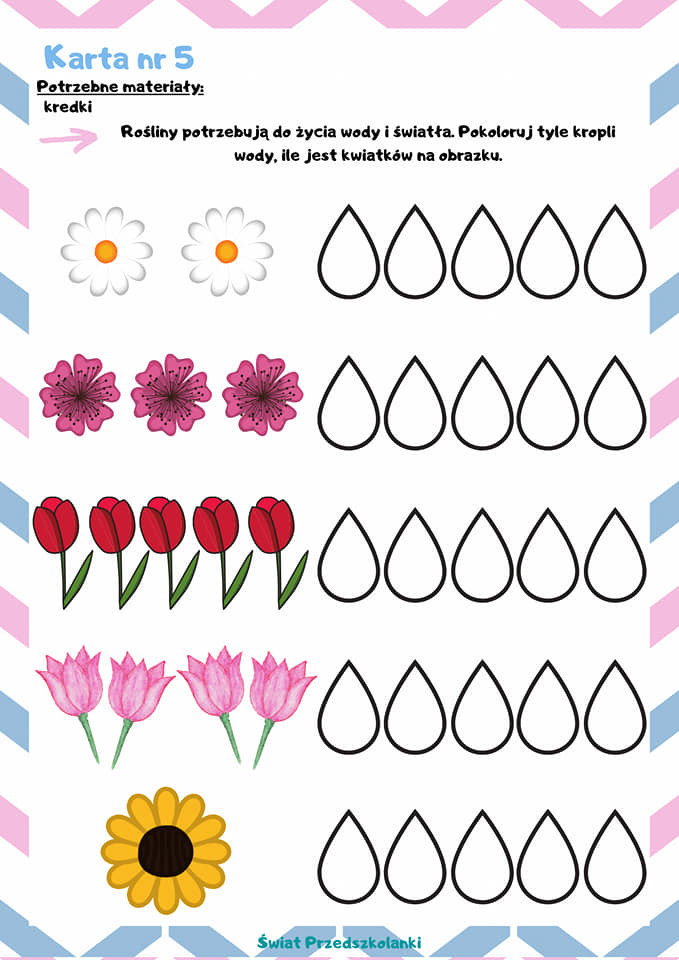 Karta nr 5
Potrzebne materiały:
kredki
Rośliny potrzebują do życia wody i światła. Pokoloruj tyle kropli
wody, ile jest kwiatków na obrazku.
Świat Przedszkolanki